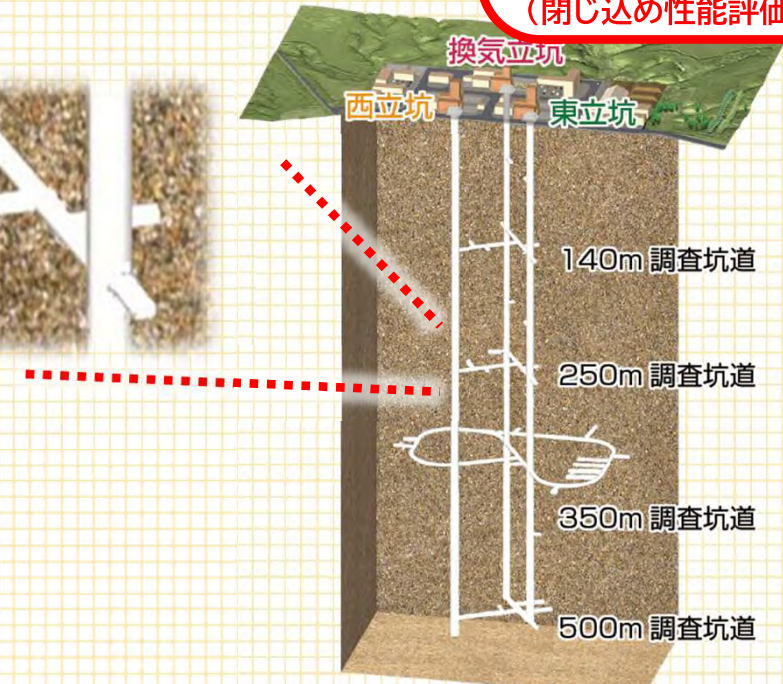 （閉じ込め性能評価
換気立坑
西立坑
東立坑
140m 調査坑道
250m 調査坑道
350m 調査坑道
500m 調査坑道